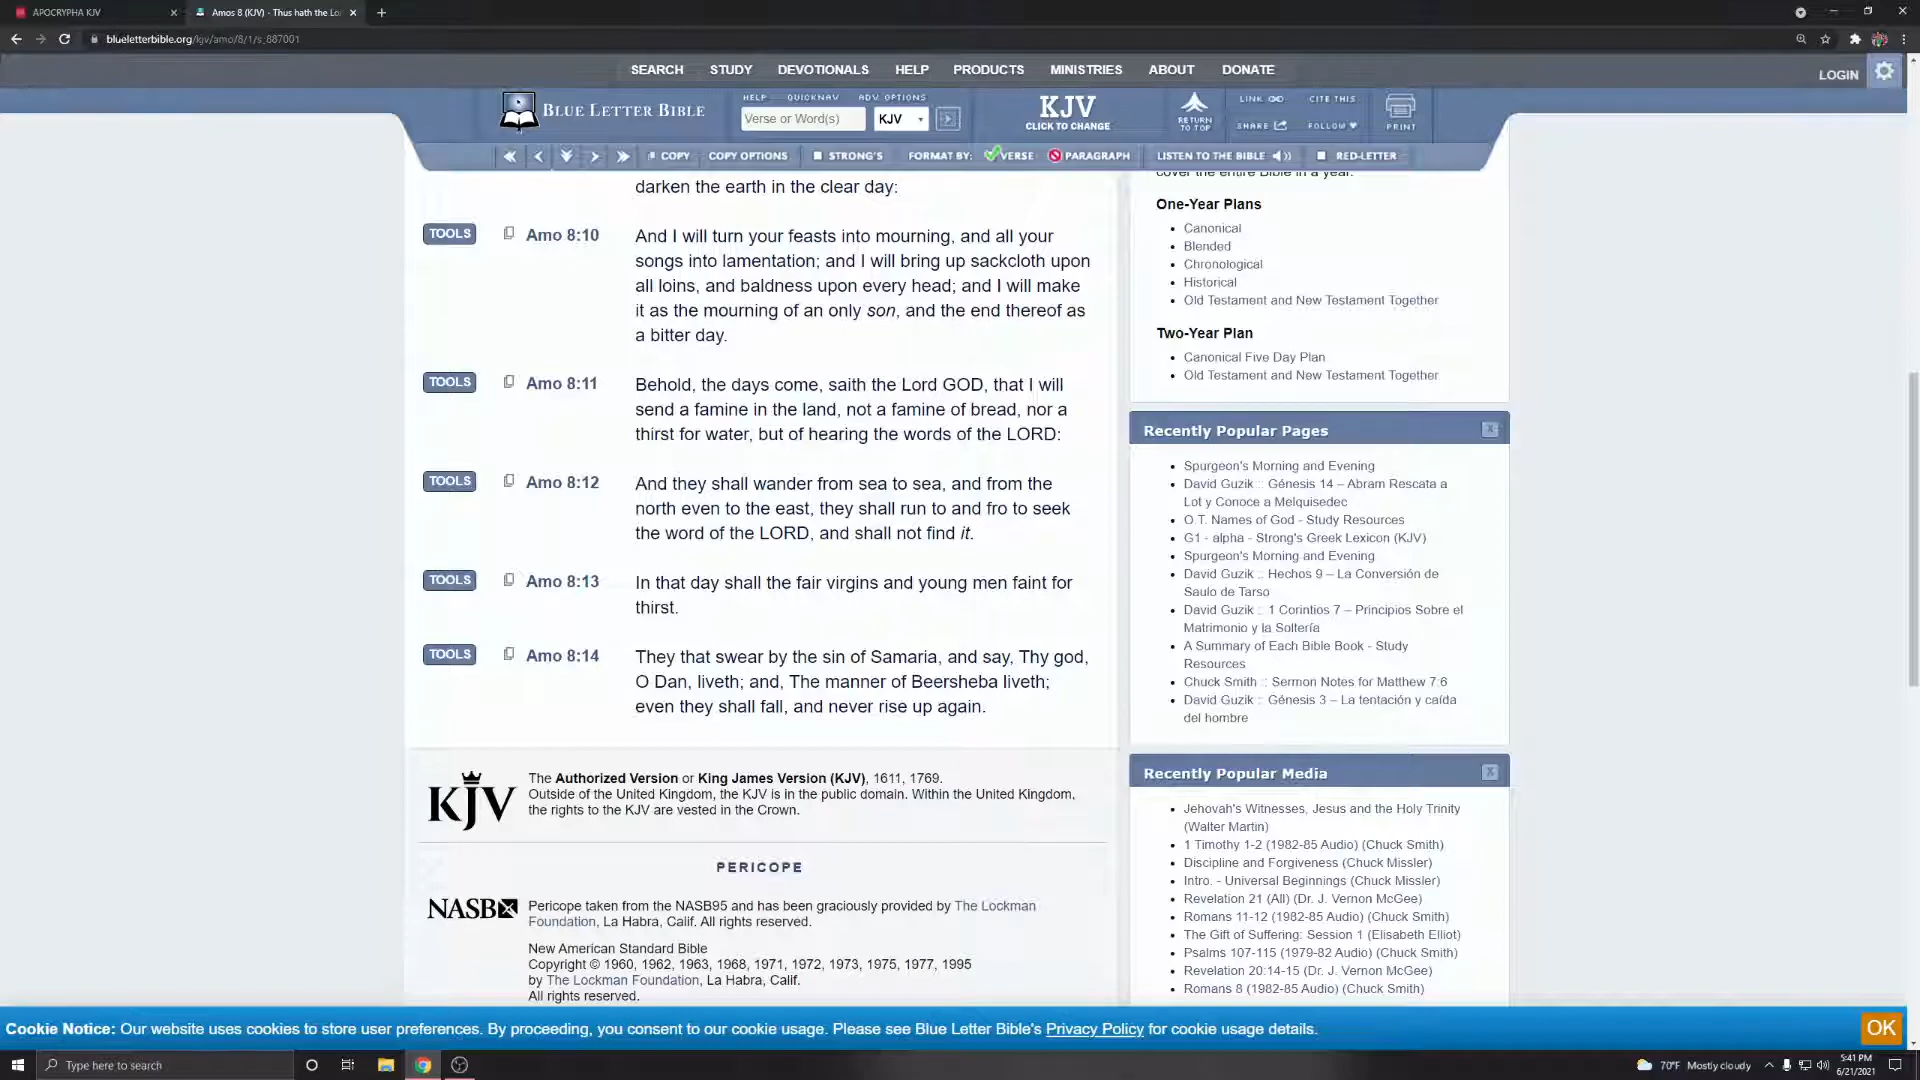 APOCRYPHA KJV
Amos 8 (KJV) - Thus hath the Lo
blueletterbible.org/kjv/amo/8/1/s_887001
SEARCH STUDY DEVOTIONALS HELP PRODUCTS MINISTRIES ABOUT DONATE
LOGIN
BLUE LETTER BIBLE
HELP QUICKNAV ADV. OPTIONS
Verse or Word(s) KJV
KJV
CLICK TO CHANGE
RETURN
TO TOP
LINK CITE THIS
SHARE FOLLOW
PRINT
COPY COPY OPTIONS STRONG'S FORMAT BY: VERSE PARAGRAPH LISTEN TO THE BIBLE RED-LETTER
darken the earth in the clear day:
TOOLS Amo 8:10 And I will turn your feasts into mourning, and all your
songs into lamentation; and I will bring up sackcloth upon
all loins, and baldness upon every head; and I will make
it as the mourning of an only son, and the end thereof as
a bitter day.
TOOLS Amo 8:11 Behold, the days come, saith the Lord GOD, that I will
send a famine in the land, not a famine of bread, nor a
thirst for water, but of hearing the words of the LORD:
TOOLS Amo 8:12 And they shall wander from sea to sea, and from the
north even to the east, they shall run to and fro to seek
the word of the LORD, and shall not find it.
TOOLS Amo 8:13 In that day shall the fair virgins and young men faint for
thirst.
TOOLS Amo 8:14 They that swear by the sin of Samaria, and say, Thy god,
O Dan, liveth; and, The manner of Beersheba liveth;
even they shall fall, and never rise up again.
KJV
The Authorized Version or King James Version (KJV), 1611, 1769.
Outside of the United Kingdom, the KJV is in the public domain. Within the United Kingdom,
the rights to the KJV are vested in the Crown.
PERICOPE
NASB
Pericope taken from the NASB95 and has been graciously provided by The Lockman
Foundation, La Habra, Calif. All rights reserved.
New American Standard Bible
Copyright © 1960, 1962, 1963, 1968, 1971, 1972, 1973, 1975, 1977, 1995
by The Lockman Foundation, La Habra, Calif.
All rights reserved.
cover the entire Bible in a year.
One-Year Plans
Canonical
Blended
Chronological
Historical
Old Testament and New Testament Together
Two-Year Plan
Canonical Five Day Plan
Old Testament and New Testament Together
Recently Popular Pages X
Spurgeon's Morning and Evening
David Guzik :: Génesis 14 – Abram Rescata a
Lot y Conoce a Melquisedec
O.T. Names of God - Study Resources
G1 - alpha - Strong's Greek Lexicon (KJV)
Spurgeon's Morning and Evening
David Guzik :: Hechos 9 – La Conversión de
Saulo de Tarso
David Guzik :: 1 Corintios 7 – Principios Sobre el
Matrimonio y la Soltería
A Summary of Each Bible Book - Study
Resources
Chuck Smith :: Sermon Notes for Matthew 7:6
David Guzik :: Génesis 3 – La tentación y caída
del hombre
Recently Popular Media X
Jehovah's Witnesses, Jesus and the Holy Trinity
(Walter Martin)
1 Timothy 1-2 (1982-85 Audio) (Chuck Smith)
Discipline and Forgiveness (Chuck Missler)
Intro. - Universal Beginnings (Chuck Missler)
Revelation 21 (All) (Dr. J. Vernon McGee)
Romans 11-12 (1982-85 Audio) (Chuck Smith)
The Gift of Suffering: Session 1 (Elisabeth Elliot)
Psalms 107-115 (1979-82 Audio) (Chuck Smith)
Revelation 20:14-15 (Dr. J. Vernon McGee)
Romans 8 (1982-85 Audio) (Chuck Smith)
Cookie Notice: Our website uses cookies to store user preferences. By proceeding, you consent to our cookie usage. Please see Blue Letter Bible's Privacy Policy for cookie usage details. OK
Type here to search
70°F Mostly cloudy
5:41 PM
6/21/2021